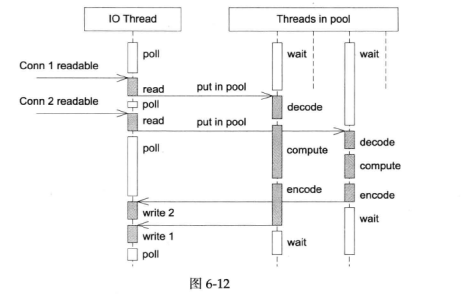 IO Thread
Threads in pool
poll
wait
wait
Conn 1 readable
read
put in pool
Conn 2 readable
poll
decode
read
put in pool
poll
compute
decode
compute
encode
encode
write 2
wait
write 1
wait
poll
图 6-12